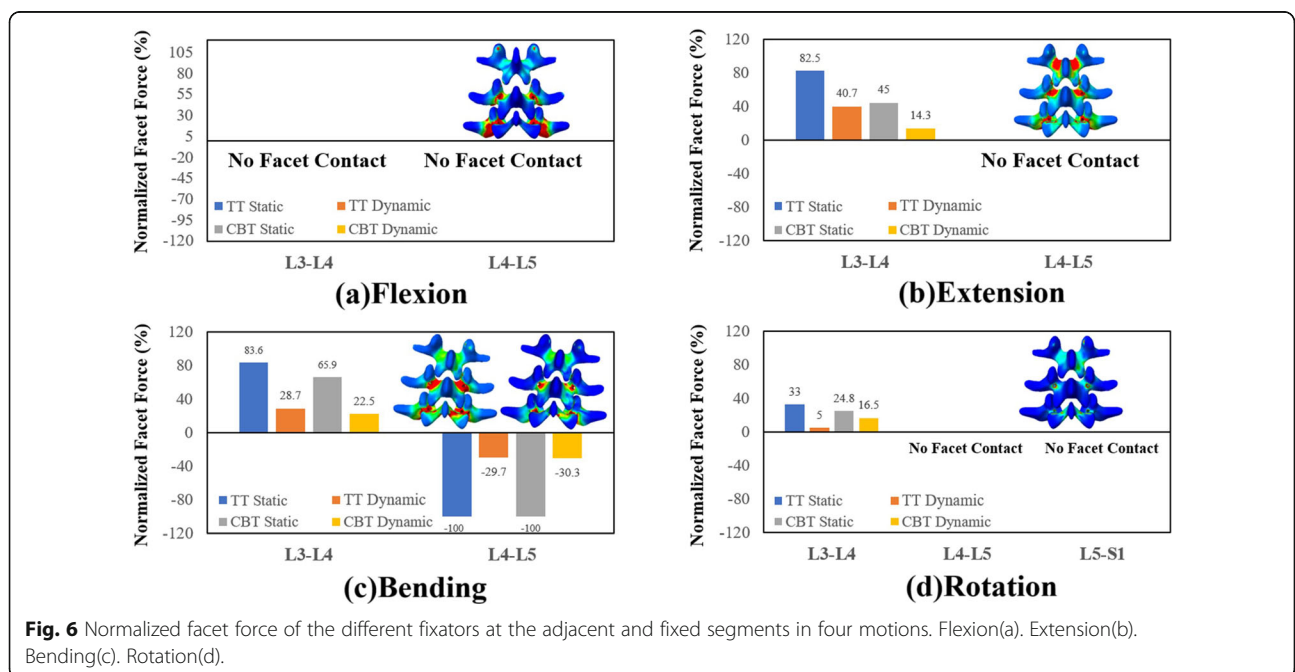 Normalized Facet Force (%)
105
80
55
30
5
-20
-45
-70
-95
-120
No Facet Contact No Facet Contact
TT Static TT Dynamic
CBT Static CBT Dynamic
L3-L4 L4-L5
(a)Flexion
Normalized Facet Force (%)
120
80
40
0
-40
-80
-120
82.5
40.7
45
14.3
No Facet Contact
TT Static TT Dynamic
CBT Static CBT Dynamic
L3-L4 L4-L5
(b)Extension
Normalized Facet Force (%)
120
80
40
0
-40
-80
-120
83.6
28.7
65.9
22.5
-100
-29.7
-100
-30.3
TT Static TT Dynamic
CBT Static CBT Dynamic
L3-L4 L4-L5
(c)Bending
Normalized Facet Force (%)
120
80
40
0
-40
-80
-120
33
5
24.8
16.5
No Facet Contact No Facet Contact
TT Static TT Dynamic
CBT Static CBT Dynamic
L3-L4 L4-L5 L5-S1
(d)Rotation
Fig. 6 Normalized facet force of the different fixators at the adjacent and fixed segments in four motions. Flexion(a). Extension(b).
Bending(c). Rotation(d).